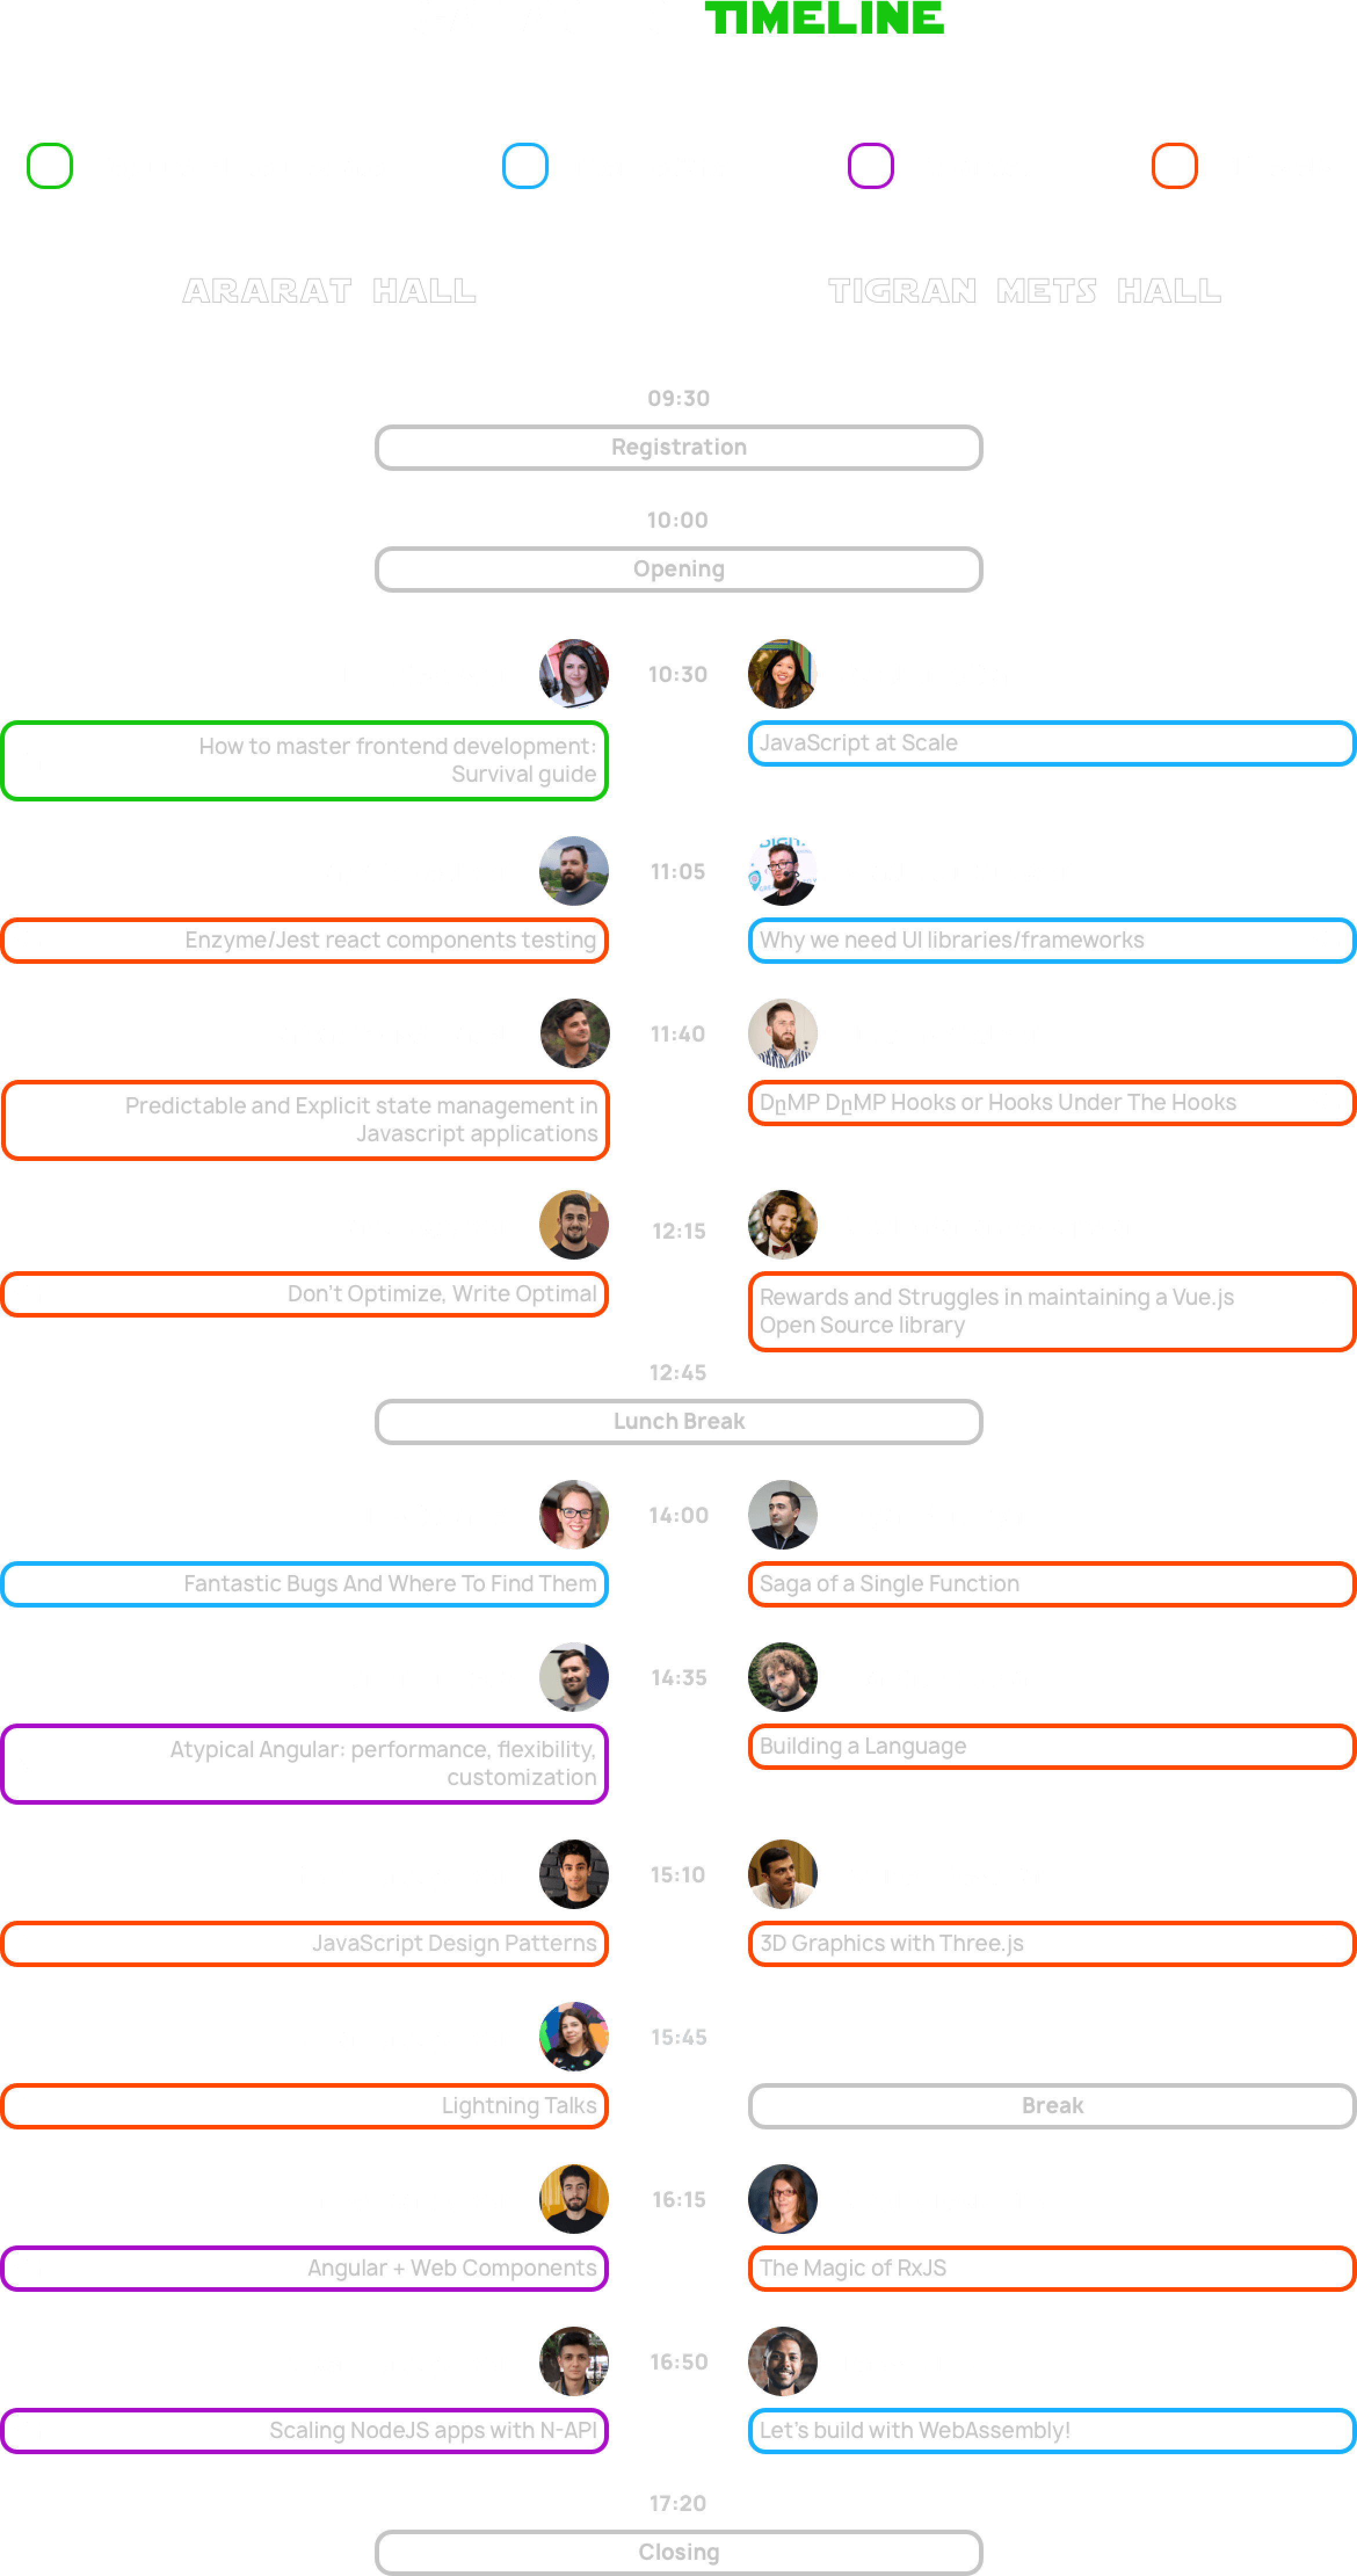 TIMELINE
ARARAT HALL
TIGRAN METS HALL
09:30
Registration
10:00
Opening
10:30
How to master frontend development:
Survival guide
JavaScript at Scale
11:05
Enzyme/Jest react components testing
Why we need UI libraries/frameworks
11:40
Predictable and Explicit state management in
Javascript applications
DըMP DըMP Hooks or Hooks Under The Hooks
12:15
Don't Optimize, Write Optimal
Rewards and Struggles in maintaining a Vue.js
Open Source library
12:45
Lunch Break
14:00
Fantastic Bugs And Where To Find Them
Saga of a Single Function
14:35
Atypical Angular: performance, flexibility,
customization
Building a Language
15:10
JavaScript Design Patterns
3D Graphics with Three.js
15:45
Lightning Talks
Break
16:15
Angular + Web Components
The Magic of RxJS
16:50
Scaling NodeJS apps with N-API
Let's build with WebAssembly!
17:20
Closing